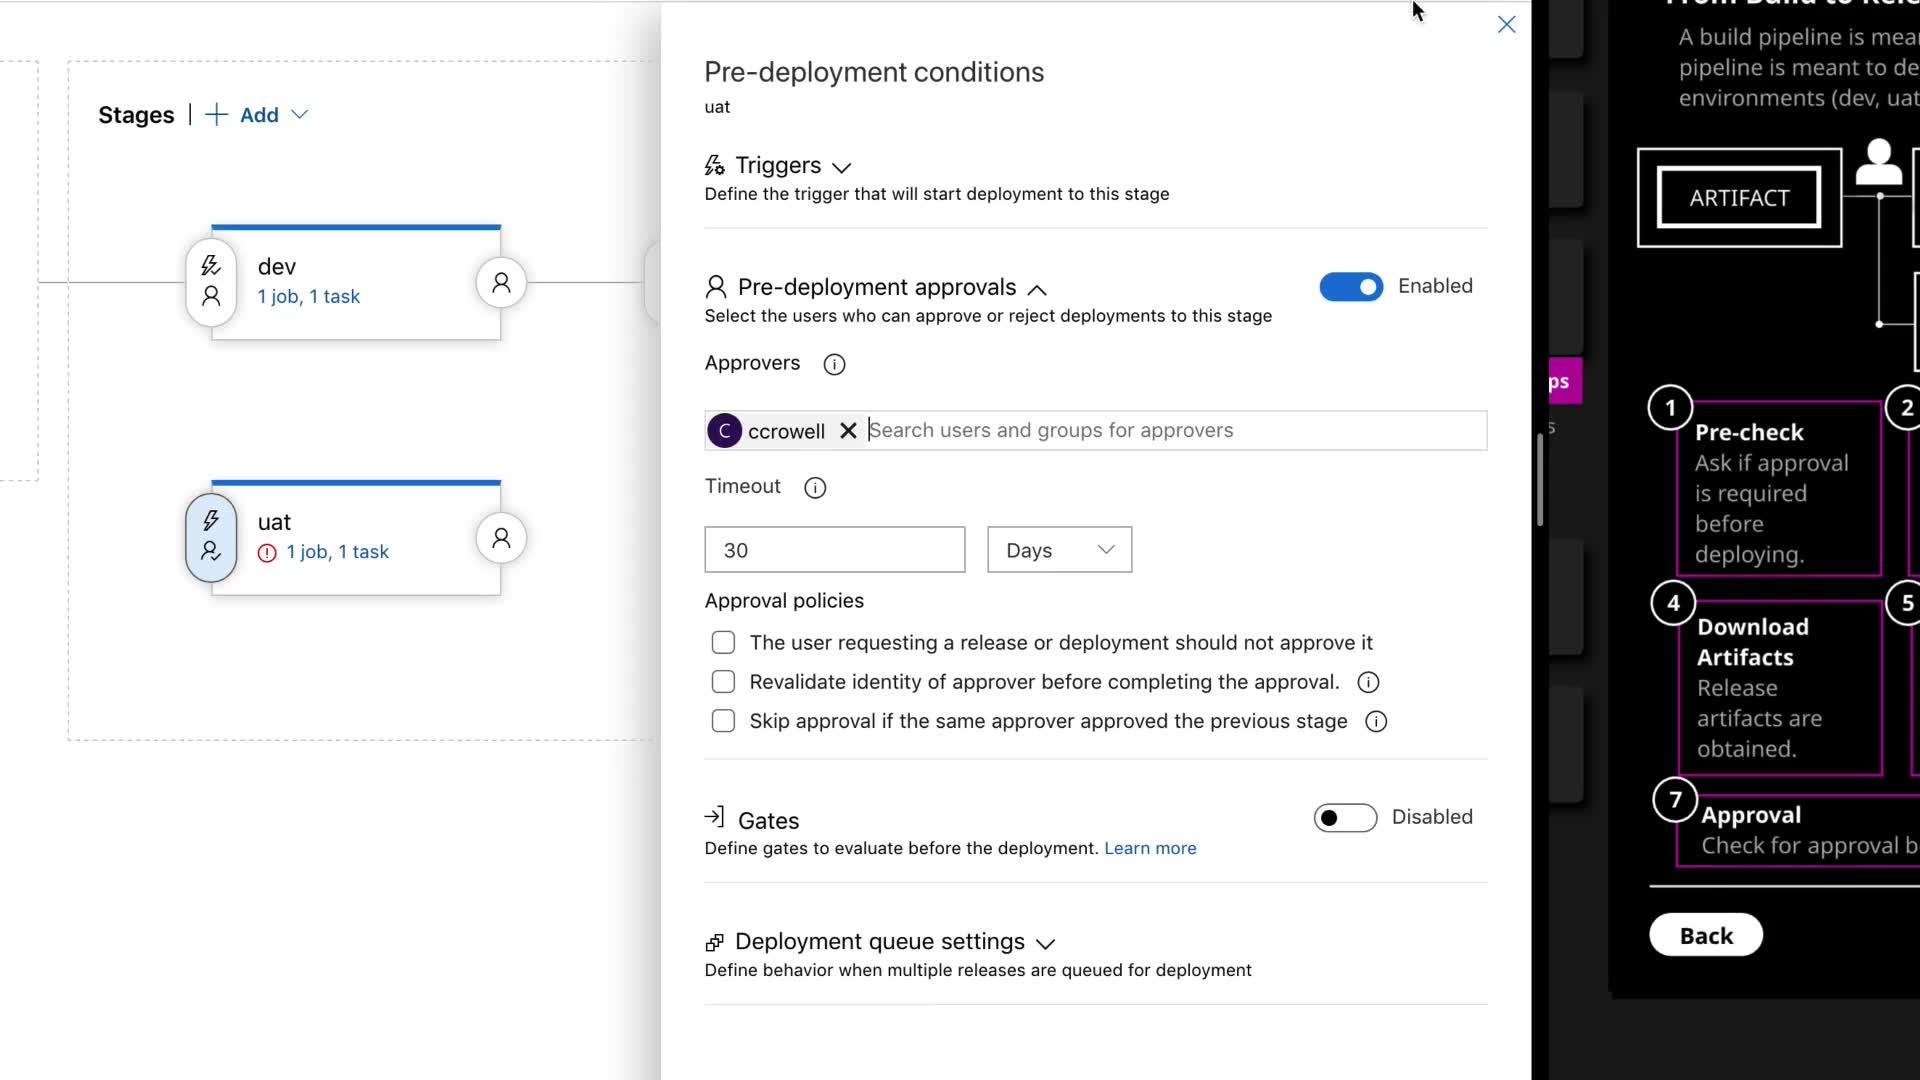 Stages
Add
dev
1 job, 1 task
uat
1 job, 1 task
Pre-deployment conditions
uat
Triggers
Define the trigger that will start deployment to this stage
Pre-deployment approvals
Enabled
Select the users who can approve or reject deployments to this stage
Approvers
C ccrowell Search users and groups for approvers
Timeout
30 Days
Approval policies
The user requesting a release or deployment should not approve it
Revalidate identity of approver before completing the approval.
Skip approval if the same approver approved the previous stage
Gates
Disabled
Define gates to evaluate before the deployment. Learn more
Deployment queue settings
Define behavior when multiple releases are queued for deployment
A build pipeline is
pipeline is meant to
environments (dev, uat
ARTIFACT
1
2
Pre-check
Ask if approval
is required
before
deploying.
4
5
Download
Artifacts
Release
artifacts are
obtained.
7
Approval
Check for approval
Back